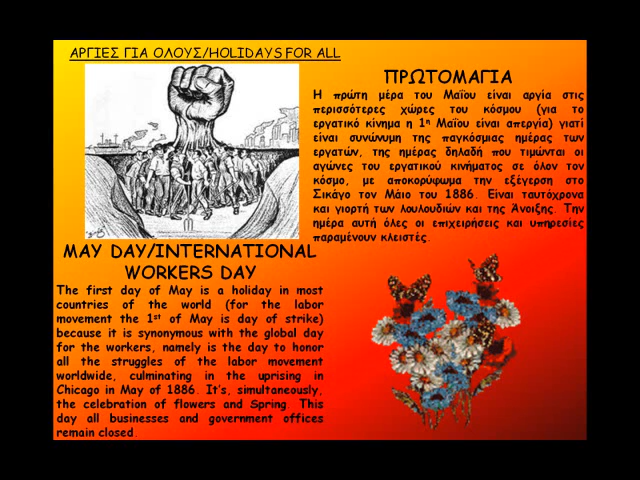 ΑΡΓΙΕΣ ΓΙΑ ΟΛΟΥΣ/HOLIDAYS FOR ALL
ΠΡΩΤΟΜΑΓΙΑ
Η πρώτη μέρα του Μαΐου είναι αργία στις
περισσότερες χώρες του κόσμου (για το
εργατικό κίνημα η 1η Μαΐου είναι απεργία) γιατί
είναι συνώνυμη της παγκόσμιας ημέρας των
εργατών, της ημέρας δηλαδή που τιμώνται οι
αγώνες του εργατικού κινήματος σε όλον τον
κόσμο, με αποκορύφωμα την εξέγερση στο
Σικάγο τον Μάιο του 1886. Είναι ταυτόχρονα
και γιορτή των λουλουδιών και της Άνοιξης. Την
ημέρα αυτή όλες οι επιχειρήσεις και υπηρεσίες
παραμένουν κλειστές.
MAY DAY/INTERNATIONAL
WORKERS DAY
The first day of May is a holiday in most
countries of the world (for the labor
movement the 1st of May is day of strike)
because it is synonymous with the global day
for the workers, namely is the day to honor
all the struggles of the labor movement
worldwide, culminating in the uprising in
Chicago in May of 1886. It's, simultaneously,
the celebration of flowers and Spring. This
day all businesses and government offices
remain closed.